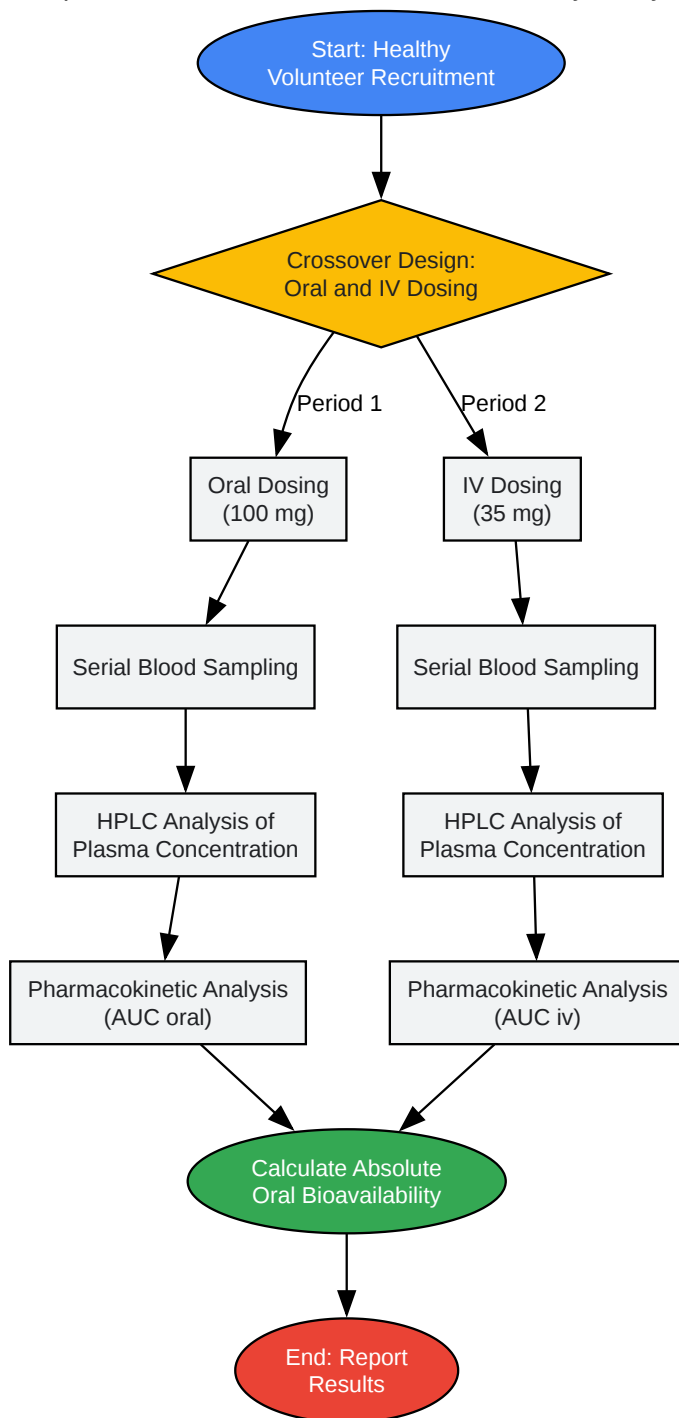 Start: Healthy
Volunteer Recruitment
Crossover Design:
Oral and IV Dosing
Period 1
Period 2
Oral Dosing
(100 mg)
IV Dosing
(35 mg)
Serial Blood Sampling
Serial Blood Sampling
HPLC Analysis of
Plasma Concentration
HPLC Analysis of
Plasma Concentration
Pharmacokinetic Analysis
(AUC oral)
Pharmacokinetic Analysis
(AUC iv)
Calculate Absolute
Oral Bioavailability
End: Report
Results